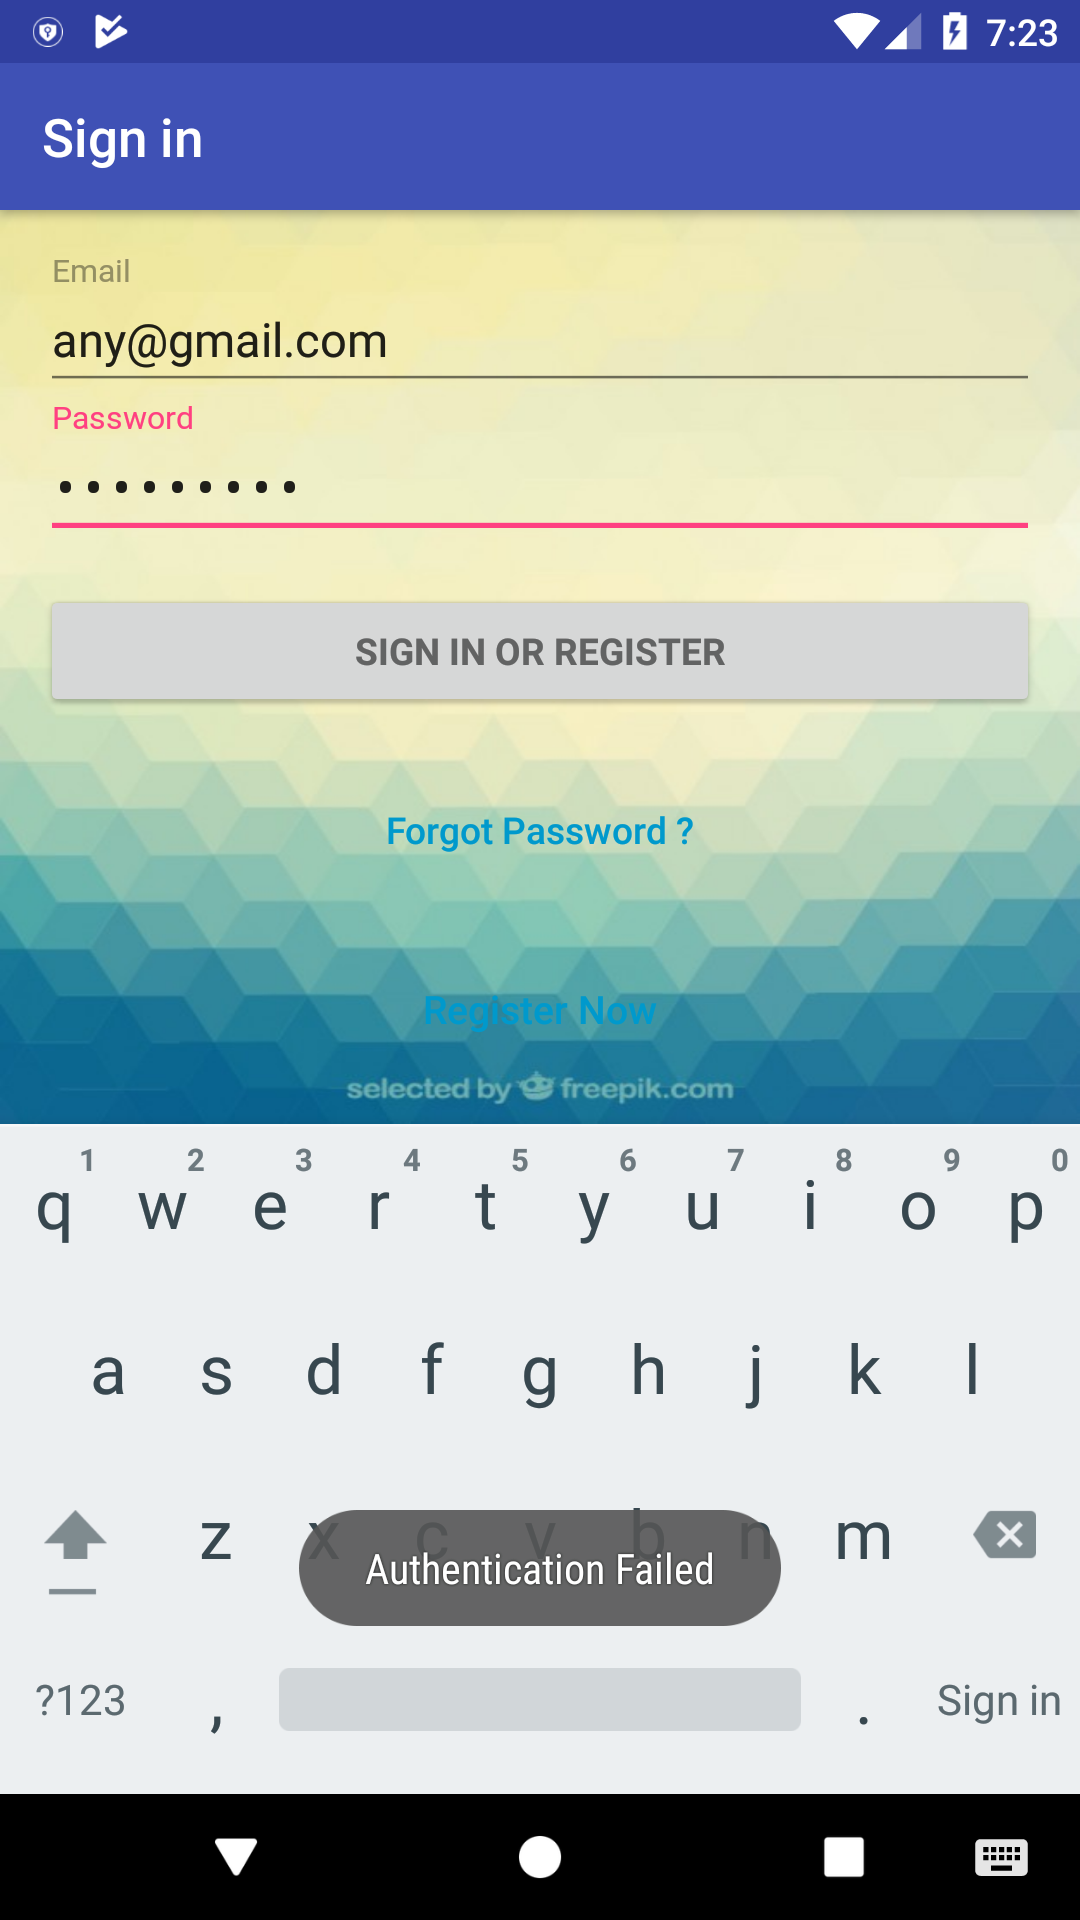 7:23
Sign in
Email
any@gmail.com
Password
•••••••••
SIGN IN OR REGISTER
Forgot Password ?
Register Now
selected by freepik.com
1 2 3 4 5 6 7 8 9 0
q w e r t y u i o p
a s d f g h j k l
z x c v b n m
Authentication Failed
?123 , . Sign in